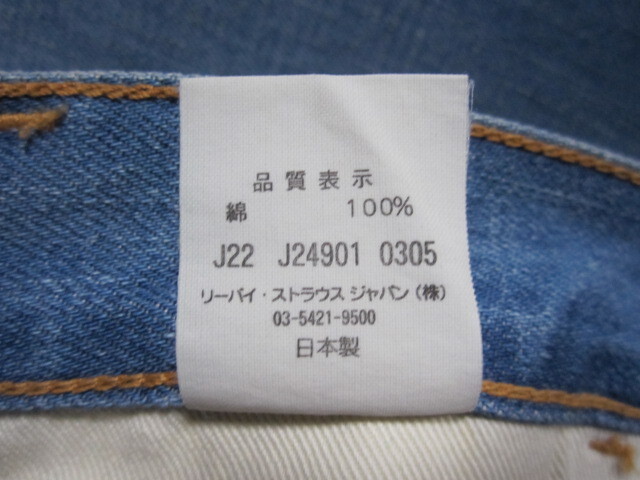 品質表示
綿 100%
J22 J24901 0305
リーバイ・ストラウス ジャパン(株)
03-5421-9500
日本製